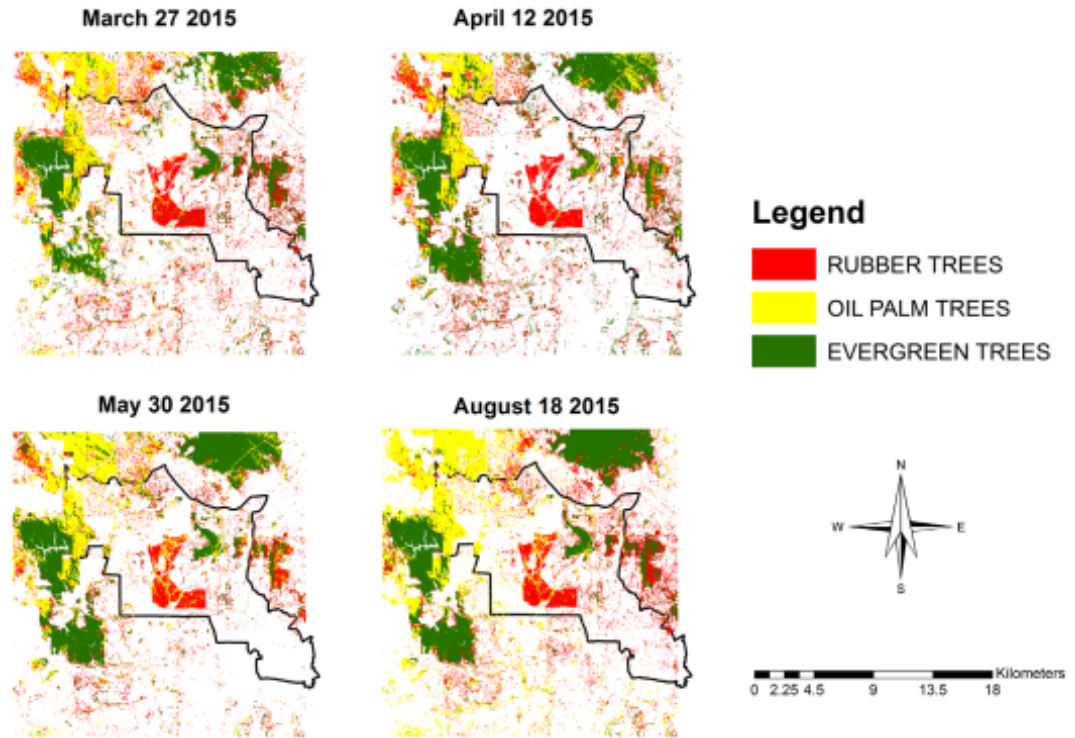 March 27 2015
April 12 2015
Legend
RUBBER TREES
OIL PALM TREES
EVERGREEN TREES
May 30 2015
August 18 2015
N
W E
S
Kilometers
0 2.25 4.5 9 13.5 18